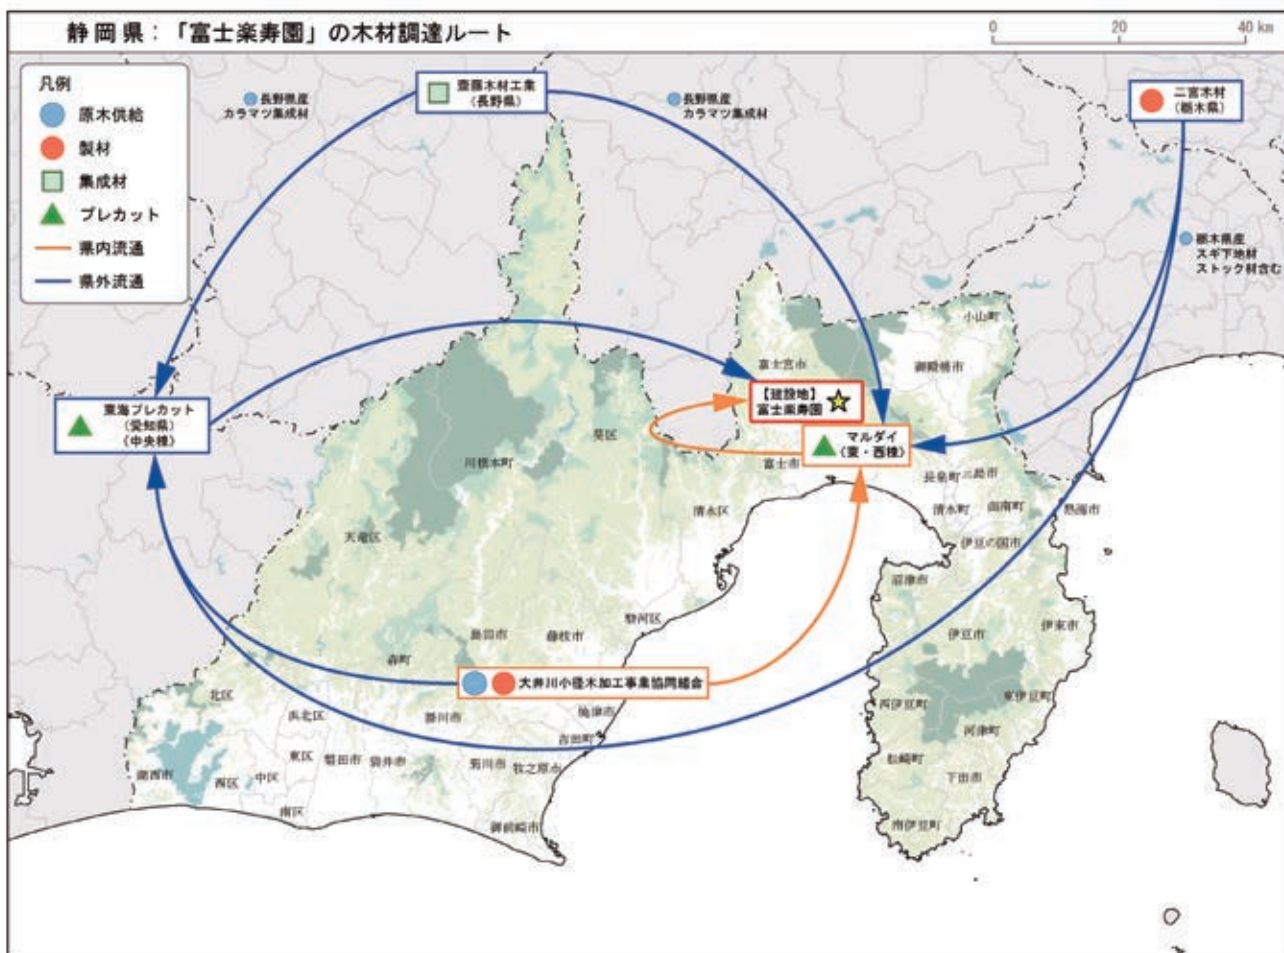 静岡県：「富士楽寿園」の木材調達ルート
0 20 40 km
凡例
原木供給
製材
集成材
プレカット
県内流通
県外流通
長野県産
カラマツ集成材
齋藤木材工業
（長野県）
長野県産
カラマツ集成材
二宮木材
（栃木県）
栃木県産
スギ下地材
ストック材含む
小山町
富士宮市
御殿場市
【建設地】
富士楽寿園
東海プレカット
（愛知県）
（中央棟）
マルダイ
（東・西棟）
葵区
川根本町
富士市
長泉町
三島市
清水区
清水町
函南町
熱海市
天竜区
伊豆の国市
沼津市
駿河区
島田市
藤枝市
伊豆市
伊東市
森町
大井川小径木加工事業協同組合
北区
浜北区
掛川市
焼津市
吉田町
西伊豆町
東伊豆町
河津町
湖西市
西区
中区
東区
磐田市
袋井市
菊川市
牧之原市
松崎町
下田市
南区
御前崎市
南伊豆町